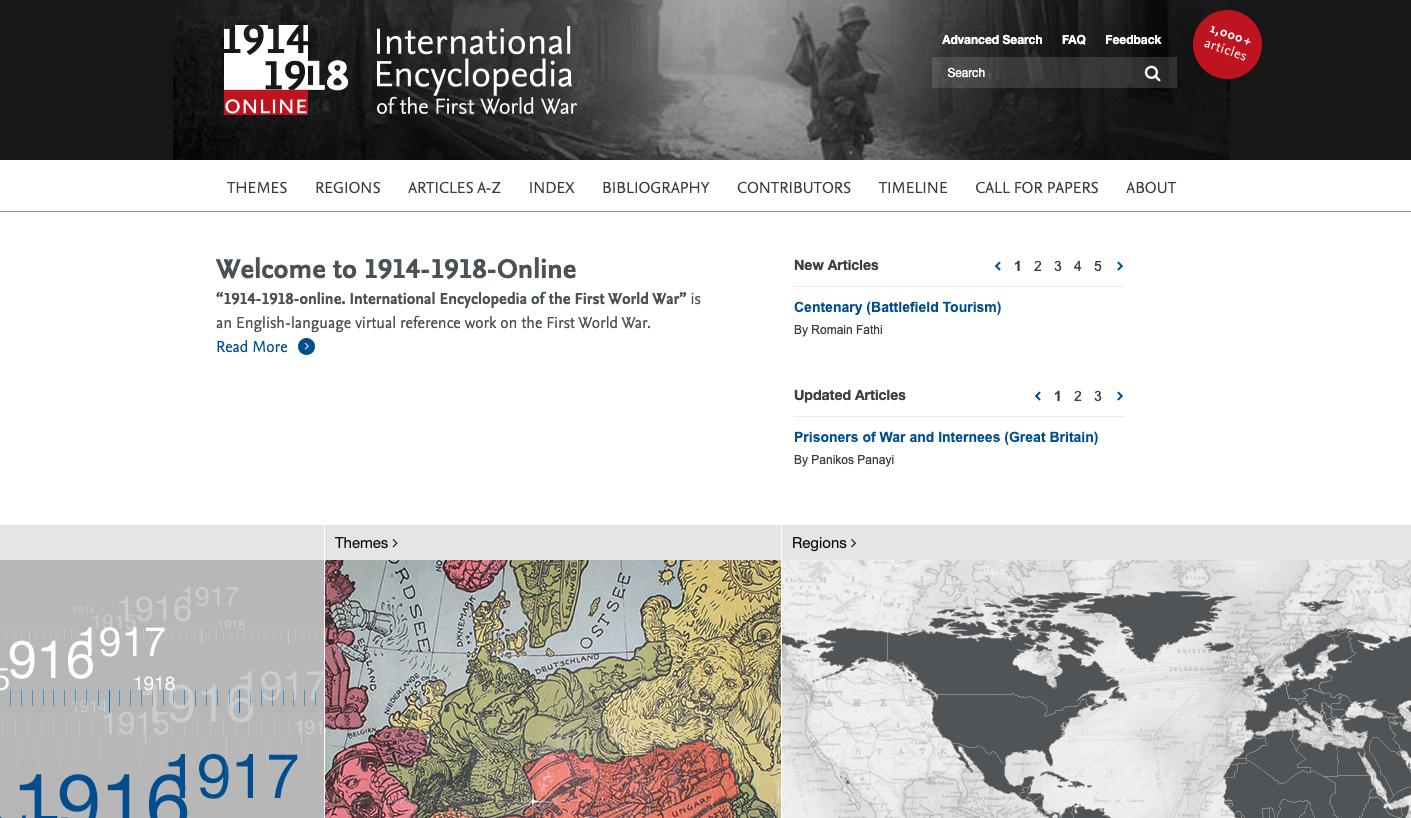 1914
1918
ONLINE
International
Encyclopedia
of the First World War
Advanced Search FAQ Feedback
Search
1,000+
articles
THEMES REGIONS ARTICLES A-Z INDEX BIBLIOGRAPHY CONTRIBUTORS TIMELINE CALL FOR PAPERS ABOUT
Welcome to 1914-1918-Online
“1914-1918-online. International Encyclopedia of the First World War” is
an English-language virtual reference work on the First World War.
Read More
New Articles 1 2 3 4 5
Centenary (Battlefield Tourism)
By Romain Fathi
Updated Articles 1 2 3
Prisoners of War and Internees (Great Britain)
By Panikos Panayi
Themes
Regions
1917
1916
1914
1915
1918
1917
916
1918
1917
1916
1914
1915
191
1917
1916
ORDSEE
OSTSEE
DÄNEMARK
DEUTSCHLAND
NIEDERLANDE
BELGIEN
LAND
UNGARN